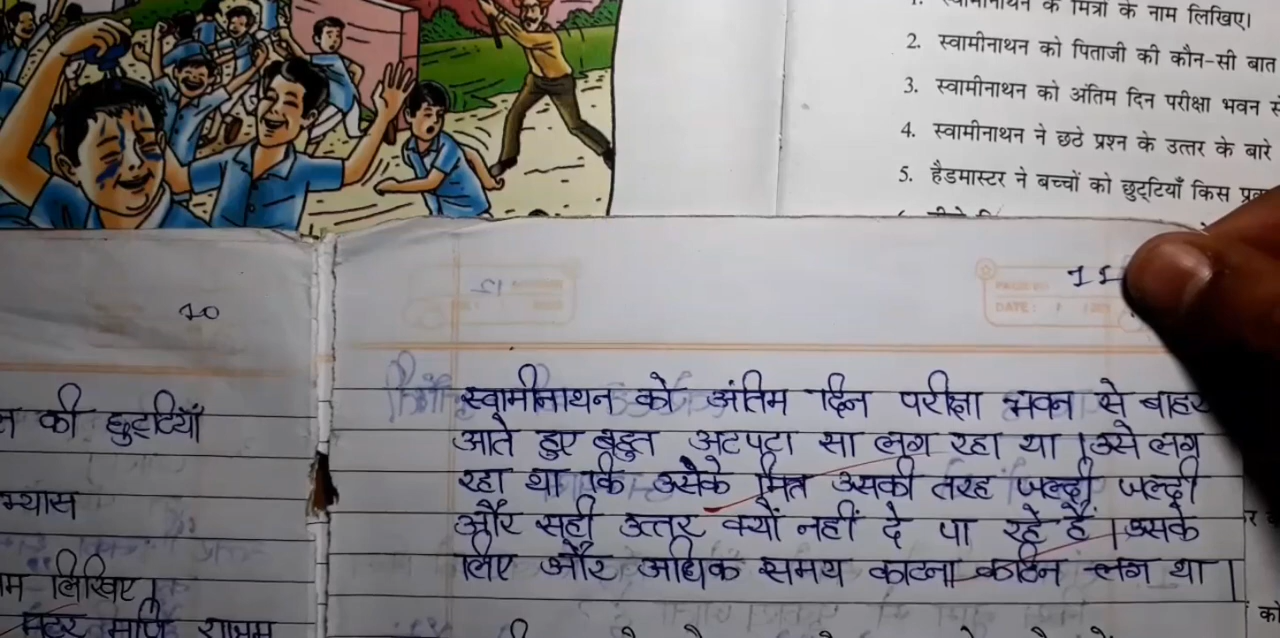 1. स्वामीनाथन के मित्रों के नाम लिखिए।
2. स्वामीनाथन को पिताजी की कौन-सी बात
3. स्वामीनाथन को अंतिम दिन परीक्षा भवन से
4. स्वामीनाथन ने छठे प्रश्न के उत्तर के बारे
5. हैडमास्टर ने बच्चों को छुट्टियाँ किस
10
की छुट्टियाँ
लिखिए।
11
DATE:
स्वामीनाथन को अंतिम दिन परीक्षा भवन से बाहर
आते हुए बहुत अटपटा सा लग रहा था। उसे लग
रहा था कि उसके मित्त उसकी तरह जल्दी जल्दी
और सही उत्तर क्यों नहीं दे पा रहे हैं। उसके
लिए और अधिक समय काटना कठिन लग था।